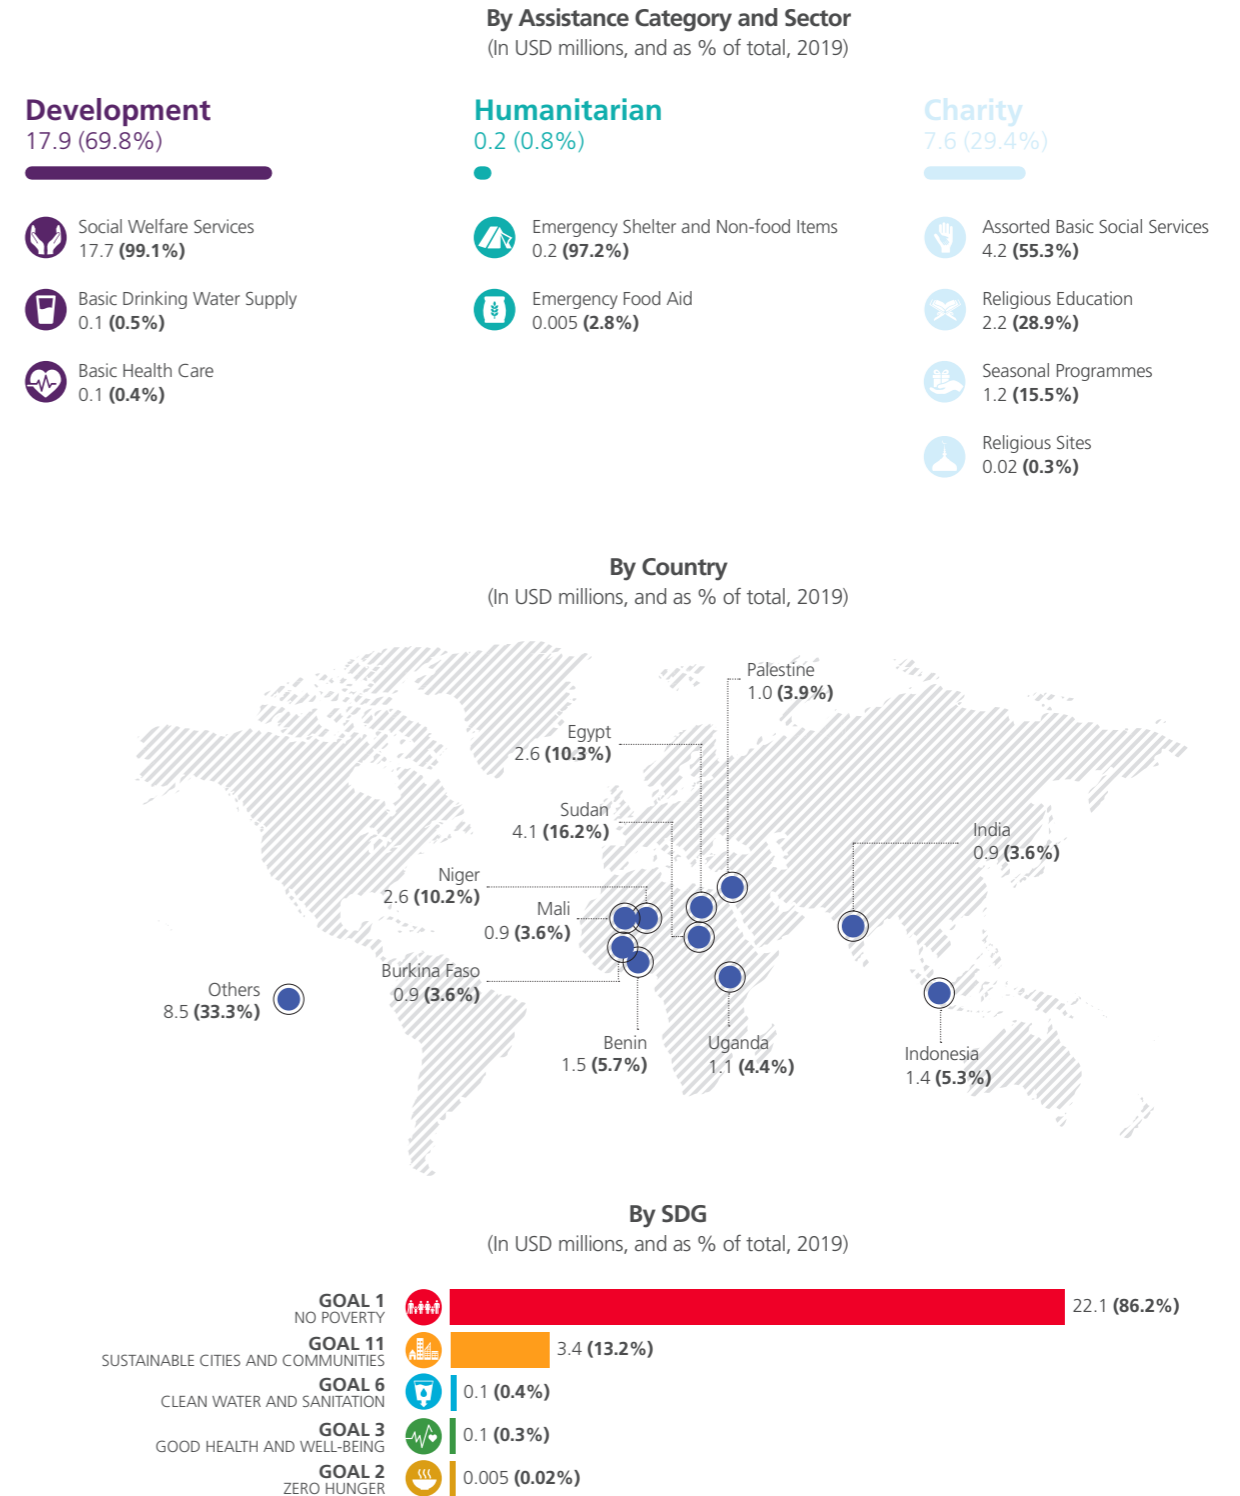 By Assistance Category and Sector
(In USD millions, and as % of total, 2019)
Development
17.9 (69.8%)
Social Welfare Services
17.7 (99.1%)
Basic Drinking Water Supply
0.1 (0.5%)
Basic Health Care
0.1 (0.4%)
Humanitarian
0.2 (0.8%)
Emergency Shelter and Non-food Items
0.2 (97.2%)
Emergency Food Aid
0.005 (2.8%)
Charity
7.6 (29.4%)
Assorted Basic Social Services
4.2 (55.3%)
Religious Education
2.2 (28.9%)
Seasonal Programmes
1.2 (15.5%)
Religious Sites
0.02 (0.3%)
By Country
(In USD millions, and as % of total, 2019)
Palestine
1.0 (3.9%)
Egypt
2.6 (10.3%)
Sudan
4.1 (16.2%)
India
0.9 (3.6%)
Niger
2.6 (10.2%)
Mali
0.9 (3.6%)
Burkina Faso
0.9 (3.6%)
Others
8.5 (33.3%)
Benin
1.5 (5.7%)
Uganda
1.1 (4.4%)
Indonesia
1.4 (5.3%)
By SDG
(In USD millions, and as % of total, 2019)
GOAL 1
NO POVERTY
22.1 (86.2%)
GOAL 11
SUSTAINABLE CITIES AND COMMUNITIES
3.4 (13.2%)
GOAL 6
CLEAN WATER AND SANITATION
0.1 (0.4%)
GOAL 3
GOOD HEALTH AND WELL-BEING
0.1 (0.3%)
GOAL 2
ZERO HUNGER
0.005 (0.02%)